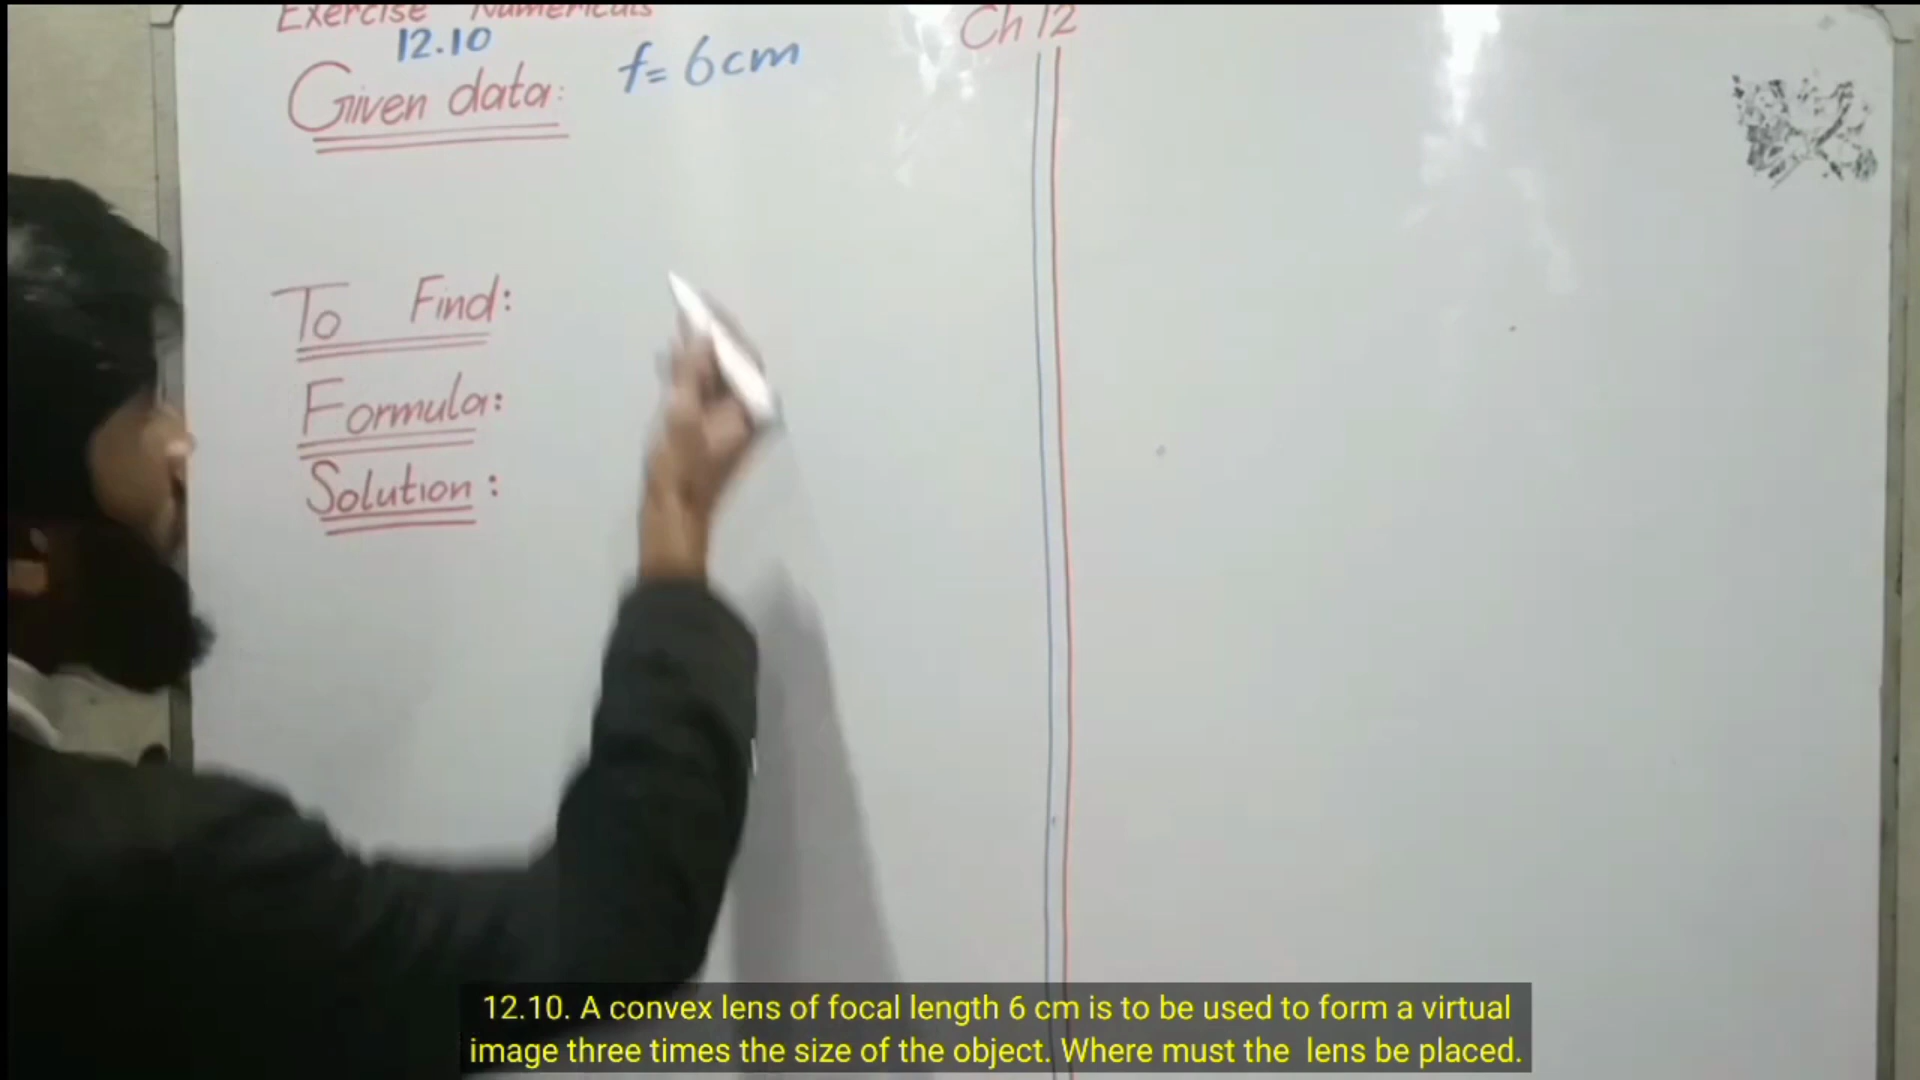 Exercise Numericals
Ch 12
12.10
Given data: f = 6cm
To Find:
Formula:
Solution:
12.10. A convex lens of focal length 6 cm is to be used to form a virtual
image three times the size of the object. Where must the lens be placed.